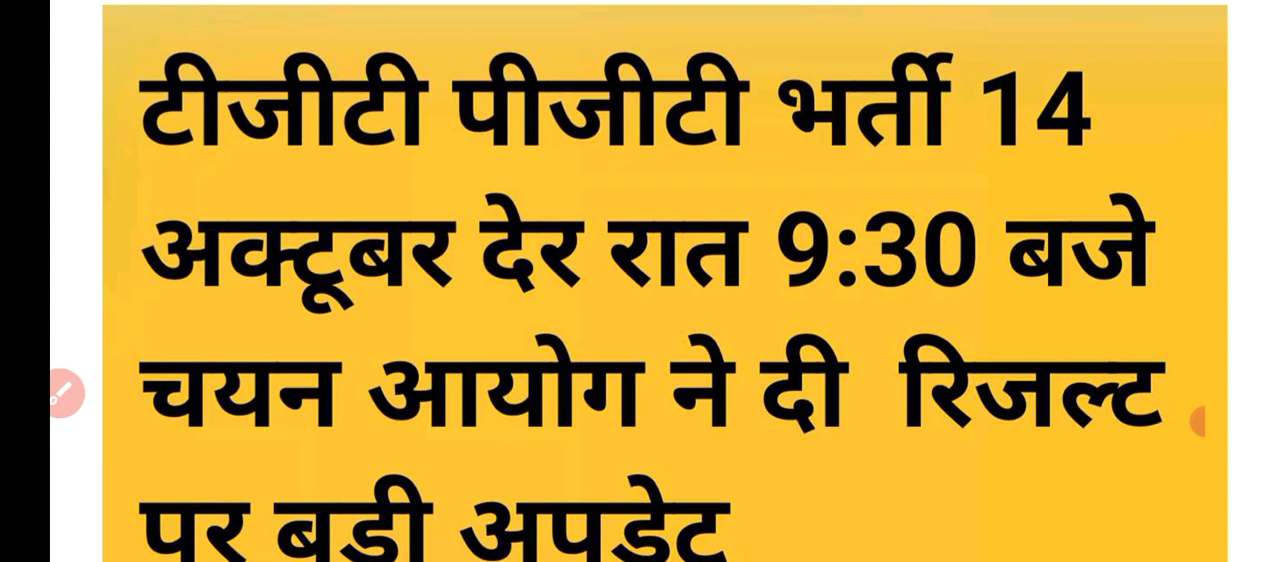 टीजीटी पीजीटी भर्ती 14
अक्टूबर देर रात 9:30 बजे
चयन आयोग ने दी रिजल्ट
पर बड़ी अपडेट